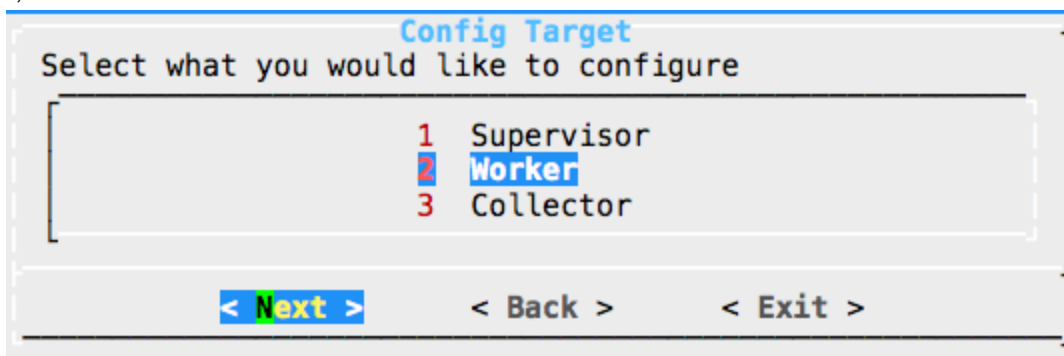 Config Target
Select what you would like to configure
1 Supervisor
2 Worker
3 Collector
< Next > < Back > < Exit >